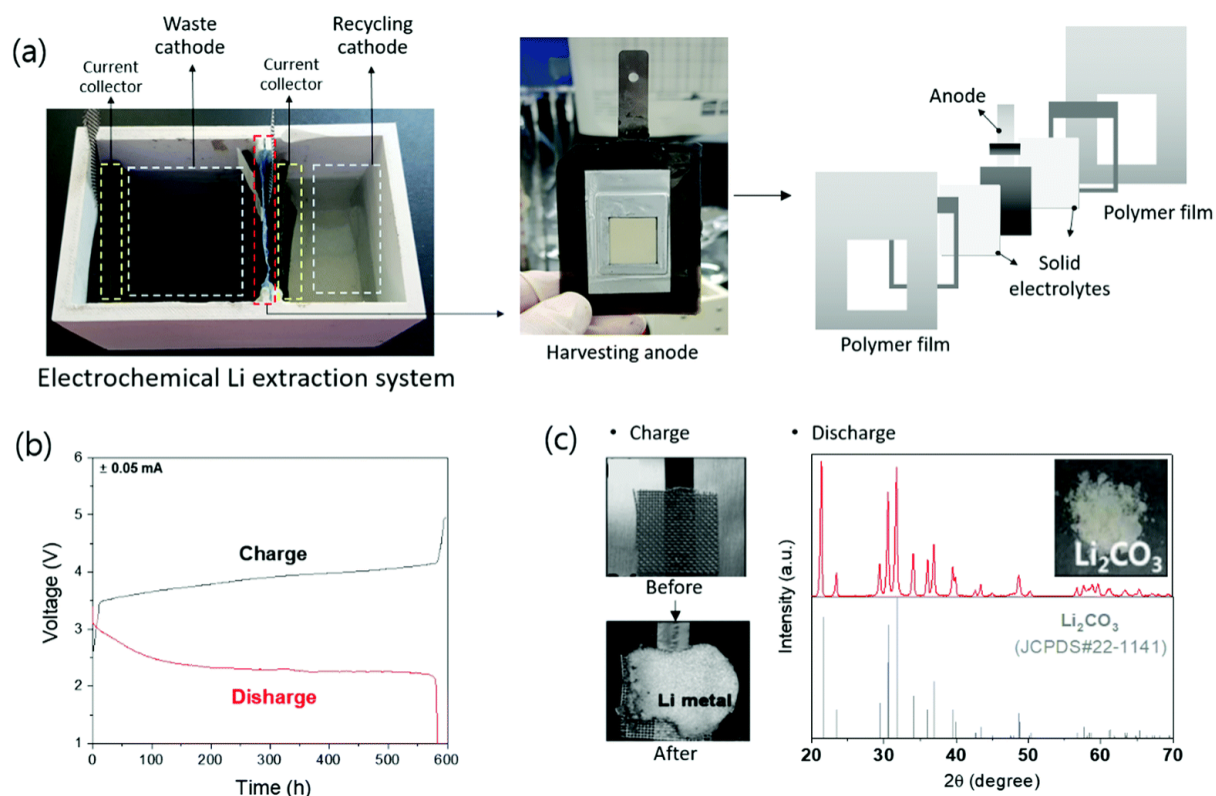 (a)
Waste
cathode
Recycling
cathode
Current
collector
Current
collector
Electrochemical Li extraction system
Harvesting anode
Anode
Polymer film
Solid
electrolytes
Polymer film
(b)
± 0.05 mA
Charge
Disharge
Voltage (V)
6
5
4
3
2
1
0
100
200
300
400
500
600
Time (h)
(c)
• Charge
Before
Li metal
After
• Discharge
Li₂CO₃
Li₂CO₃
(JCPDS#22-1141)
Intensity (a.u.)
20
30
40
50
60
70
2θ (degree)